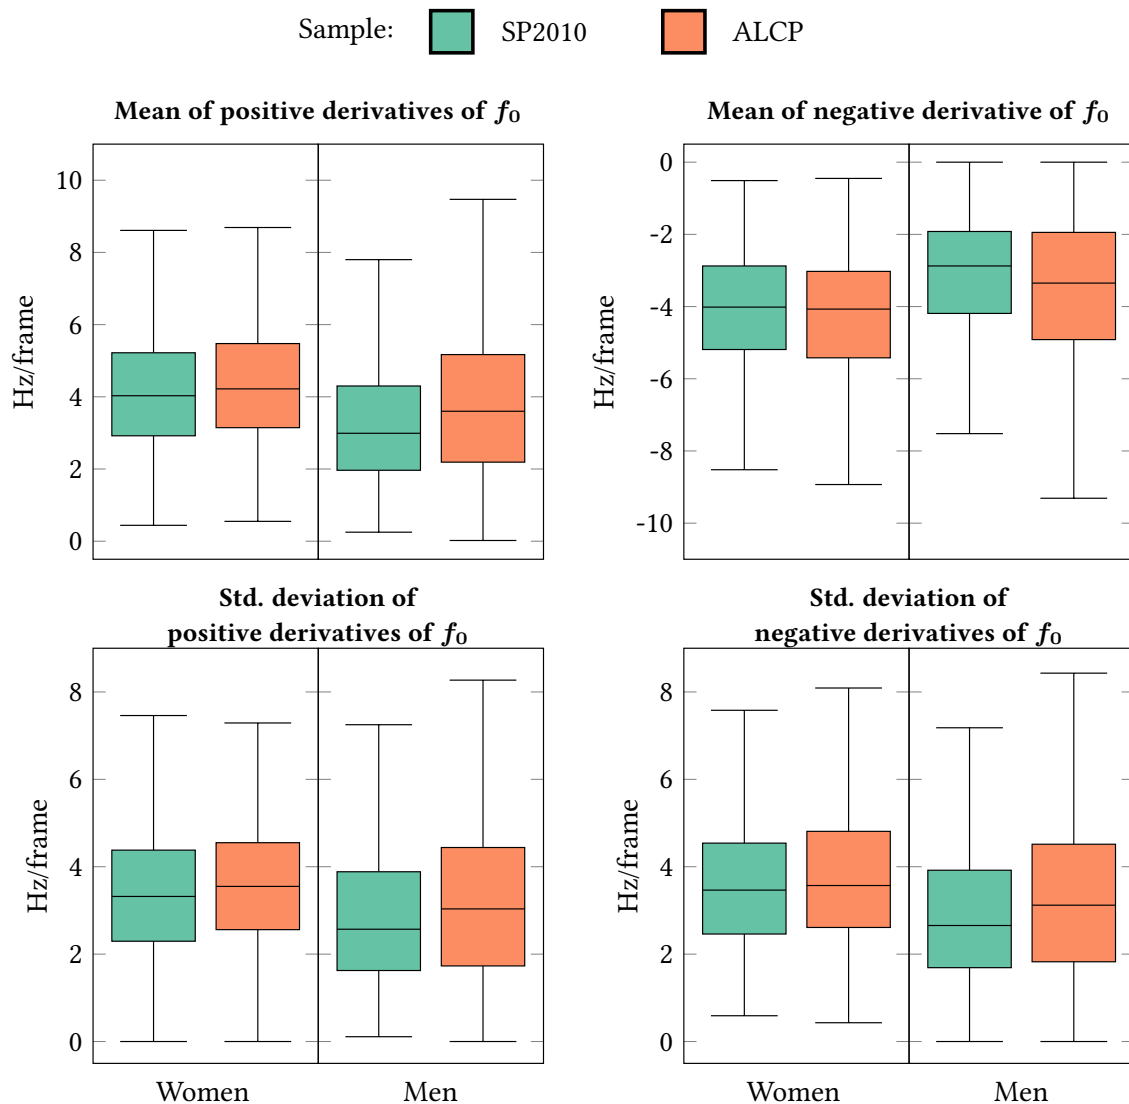 Sample: SP2010 ALCP
Mean of positive derivatives of f₀
Mean of negative derivative of f₀
Hz/frame
10
8
6
4
2
0
Hz/frame
0
-2
-4
-6
-8
-10
Std. deviation of
positive derivatives of f₀
Std. deviation of
negative derivatives of f₀
Hz/frame
8
6
4
2
0
Women Men
Hz/frame
8
6
4
2
0
Women Men